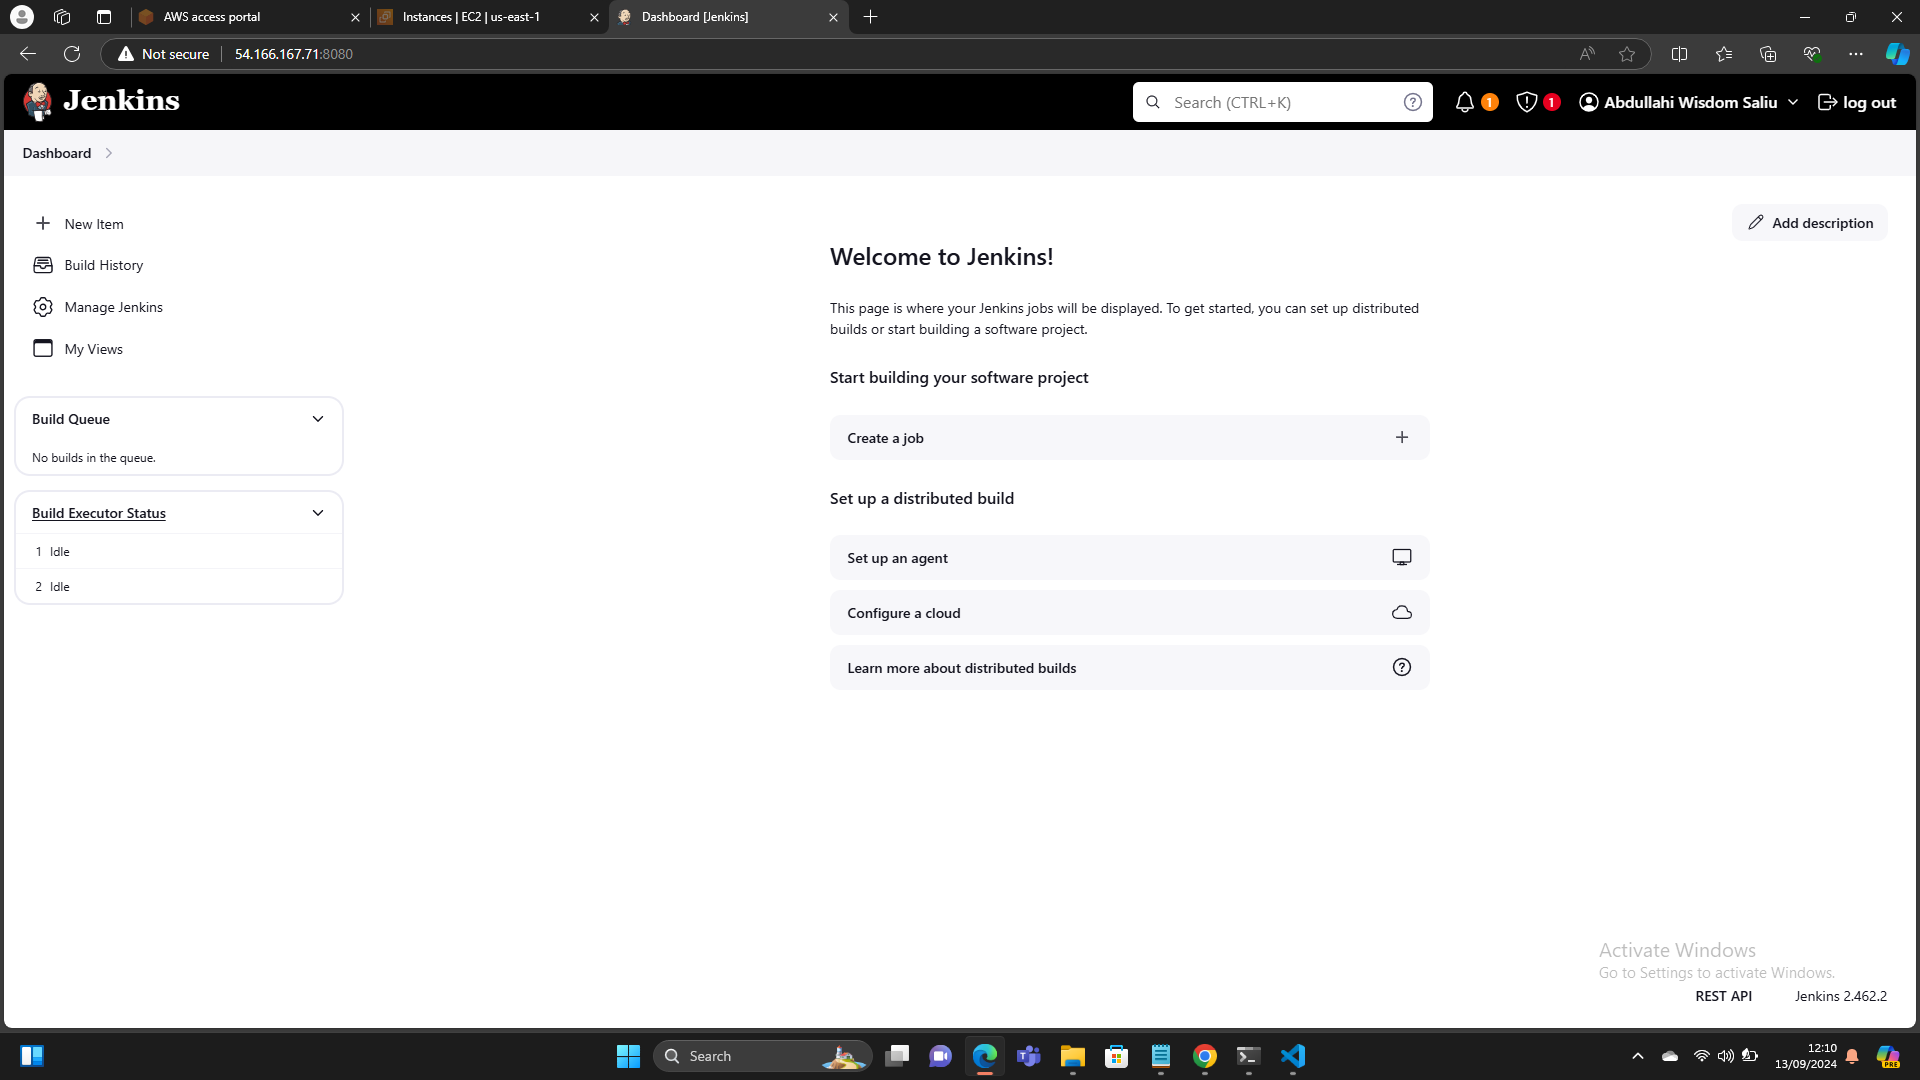 AWS access portal
Instances | EC2 | us-east-1
Dashboard [Jenkins]
Not secure
54.166.167.71:8080
Jenkins
Search (CTRL+K)
1
1
Abdullahi Wisdom Saliu
log out
Dashboard
New Item
Build History
Manage Jenkins
My Views
Build Queue
No builds in the queue.
Build Executor Status
1 Idle
2 Idle
Add description
Welcome to Jenkins!
This page is where your Jenkins jobs will be displayed. To get started, you can set up distributed
builds or start building a software project.
Start building your software project
Create a job
Set up a distributed build
Set up an agent
Configure a cloud
Learn more about distributed builds
Activate Windows
Go to Settings to activate Windows.
REST API
Jenkins 2.462.2
Search
12:10
13/09/2024
PRE